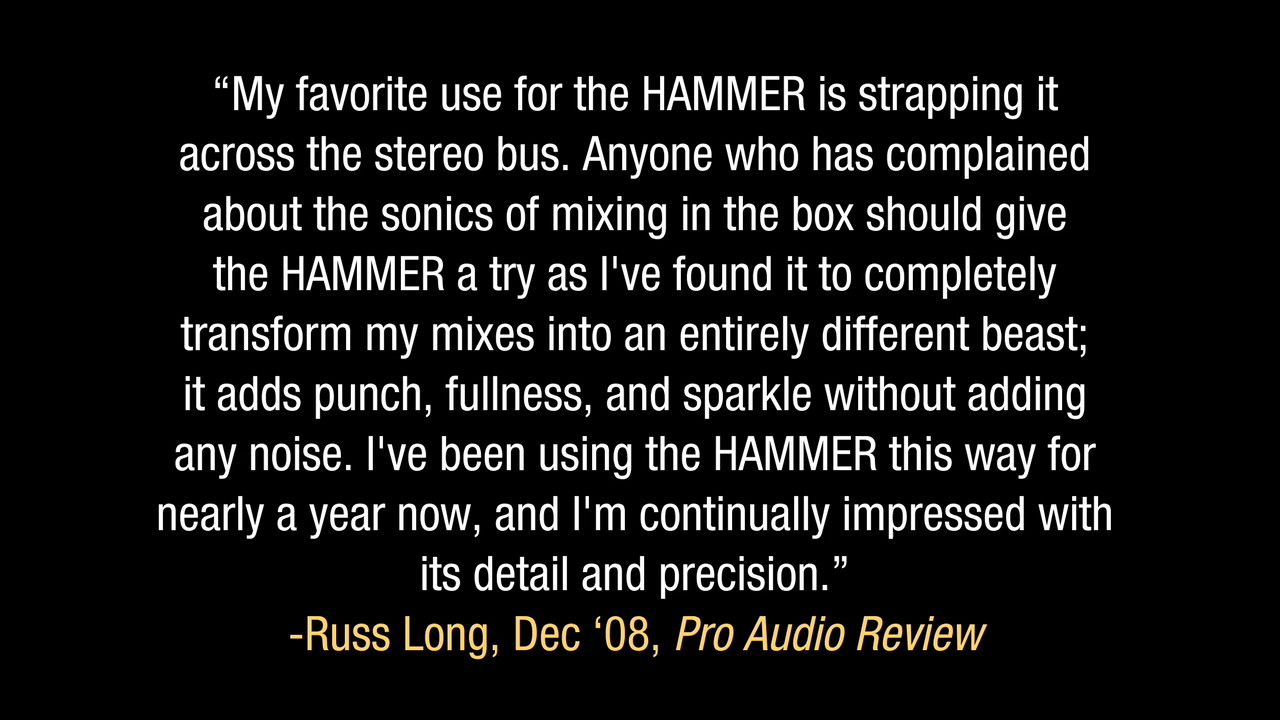 “My favorite use for the HAMMER is strapping it
across the stereo bus. Anyone who has complained
about the sonics of mixing in the box should give
the HAMMER a try as I've found it to completely
transform my mixes into an entirely different beast;
it adds punch, fullness, and sparkle without adding
any noise. I've been using the HAMMER this way for
nearly a year now, and I'm continually impressed with
its detail and precision.”
-Russ Long, Dec ‘08, Pro Audio Review